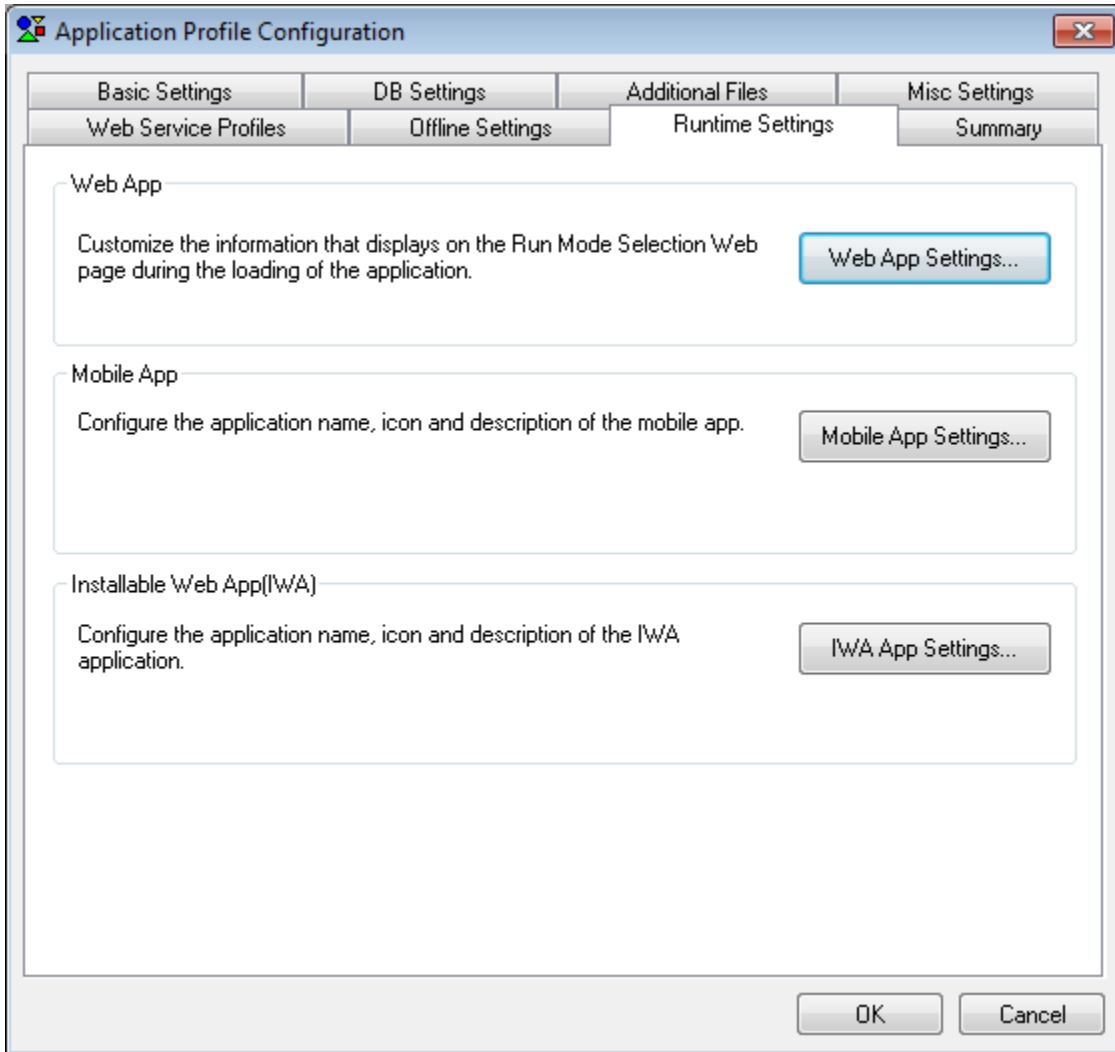 Application Profile Configuration
Basic Settings
DB Settings
Additional Files
Misc Settings
Web Service Profiles
Offline Settings
Runtime Settings
Summary
Web App
Customize the information that displays on the Run Mode Selection Web
page during the loading of the application.
Web App Settings...
Mobile App
Configure the application name, icon and description of the mobile app.
Mobile App Settings...
Installable Web App(IWA)
Configure the application name, icon and description of the IWA
application.
IWA App Settings...
OK
Cancel